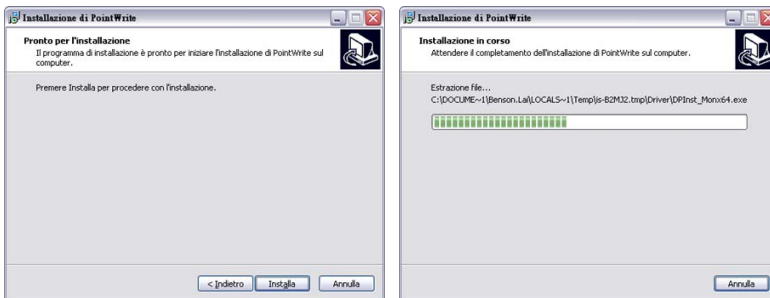 Installazione di PointWrite
Pronto per l'installazione
Il programma di installazione è pronto per iniziare l'installazione di PointWrite sul
computer.
Premere Installa per procedere con l'installazione.
< Indietro
Installa
Annulla
Installazione di PointWrite
Installazione in corso
Attendere il completamento dell'installazione di PointWrite sul computer.
Estrazione file...
C:\DOCUME~1\Benson.Lai\LOCALS~1\Temp\is-B2MJ2.tmp\Driver\DPInst_Monx64.exe
Annulla